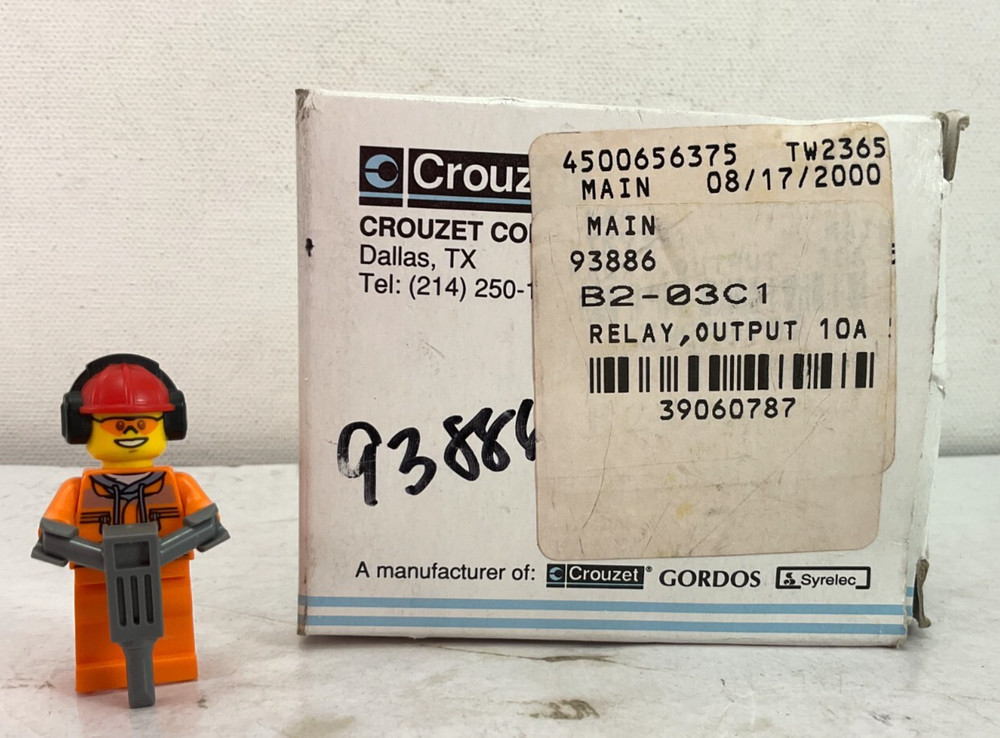 Crouz
CROUZET CO
Dallas, TX
Tel: (214) 250-1
9388
4500656375 TW2365
MAIN 08/17/2000
MAIN
93886
B2-03C1
RELAY,OUTPUT 10A
39060787
A manufacturer of: Crouzet® GORDOS Syrelec